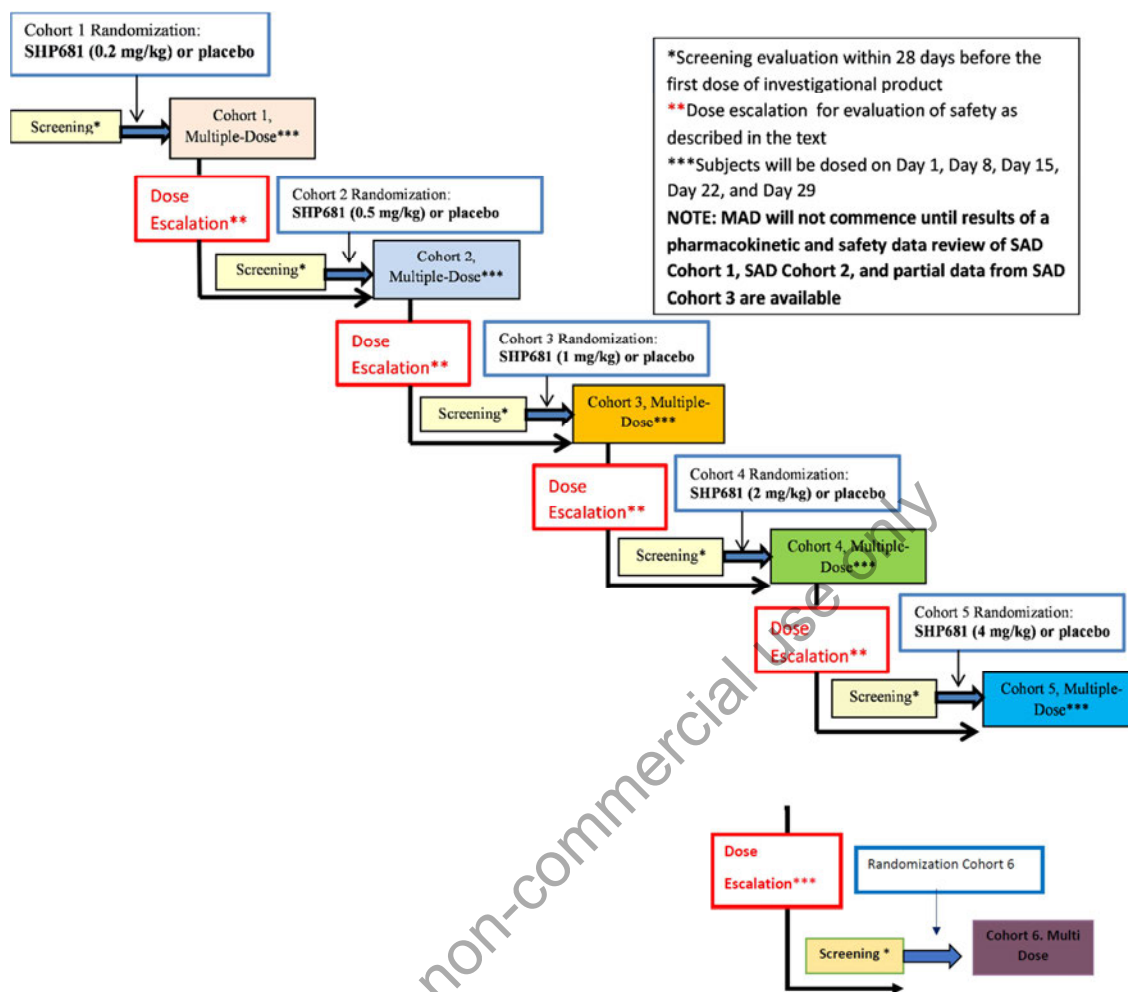 Cohort 1 Randomization:
SHP681 (0.2 mg/kg) or placebo
Screening*
Cohort 1,
Multiple-Dose***
*Screening evaluation within 28 days before the
first dose of investigational product
**Dose escalation for evaluation of safety as
described in the text
***Subjects will be dosed on Day 1, Day 8, Day 15,
Day 22, and Day 29
NOTE: MAD will not commence until results of a
pharmacokinetic and safety data review of SAD
Cohort 1, SAD Cohort 2, and partial data from SAD
Cohort 3 are available
Dose
Escalation**
Cohort 2 Randomization:
SHP681 (0.5 mg/kg) or placebo
Screening*
Cohort 2,
Multiple-Dose***
Dose
Escalation**
Cohort 3 Randomization:
SHP681 (1 mg/kg) or placebo
Screening*
Cohort 3, Multiple-
Dose***
Dose
Escalation**
Cohort 4 Randomization:
SHP681 (2 mg/kg) or placebo
Screening*
Cohort 4, Multiple-
Dose***
Dose
Escalation**
Cohort 5 Randomization:
SHP681 (4 mg/kg) or placebo
Screening*
Cohort 5, Multiple-
Dose***
Dose
Escalation***
Randomization Cohort 6
Screening *
Cohort 6. Multi
Dose
non-commercial use only